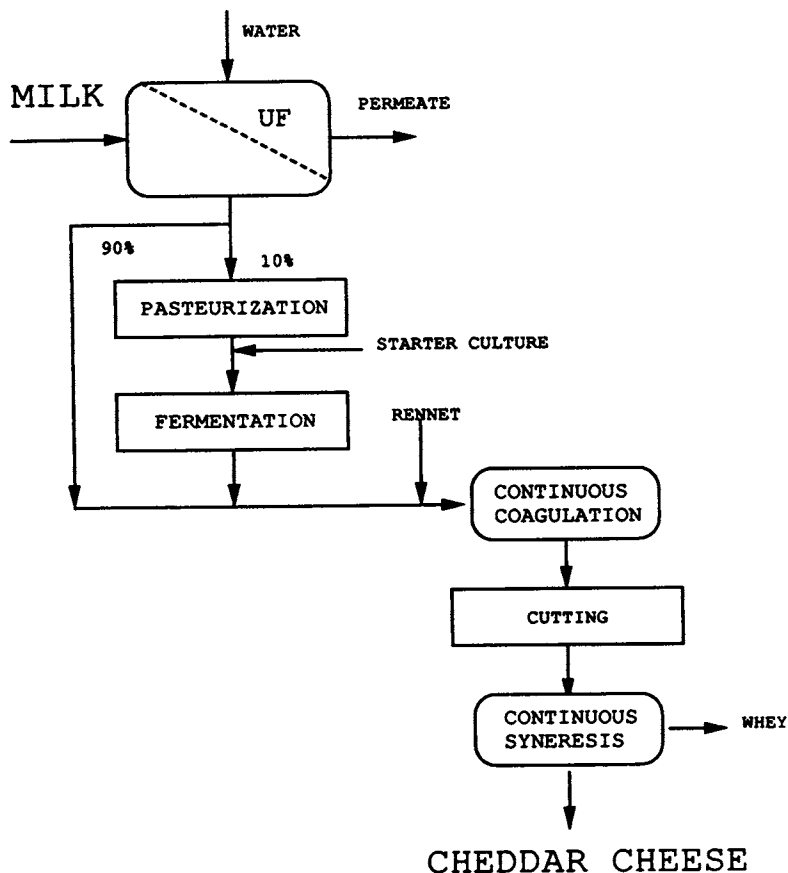 WATER
MILK
UF
PERMEATE
90%
10%
PASTEURIZATION
STARTER CULTURE
FERMENTATION
RENNET
CONTINUOUS
COAGULATION
CUTTING
CONTINUOUS
SYNERESIS
WHEY
CHEDDAR CHEESE